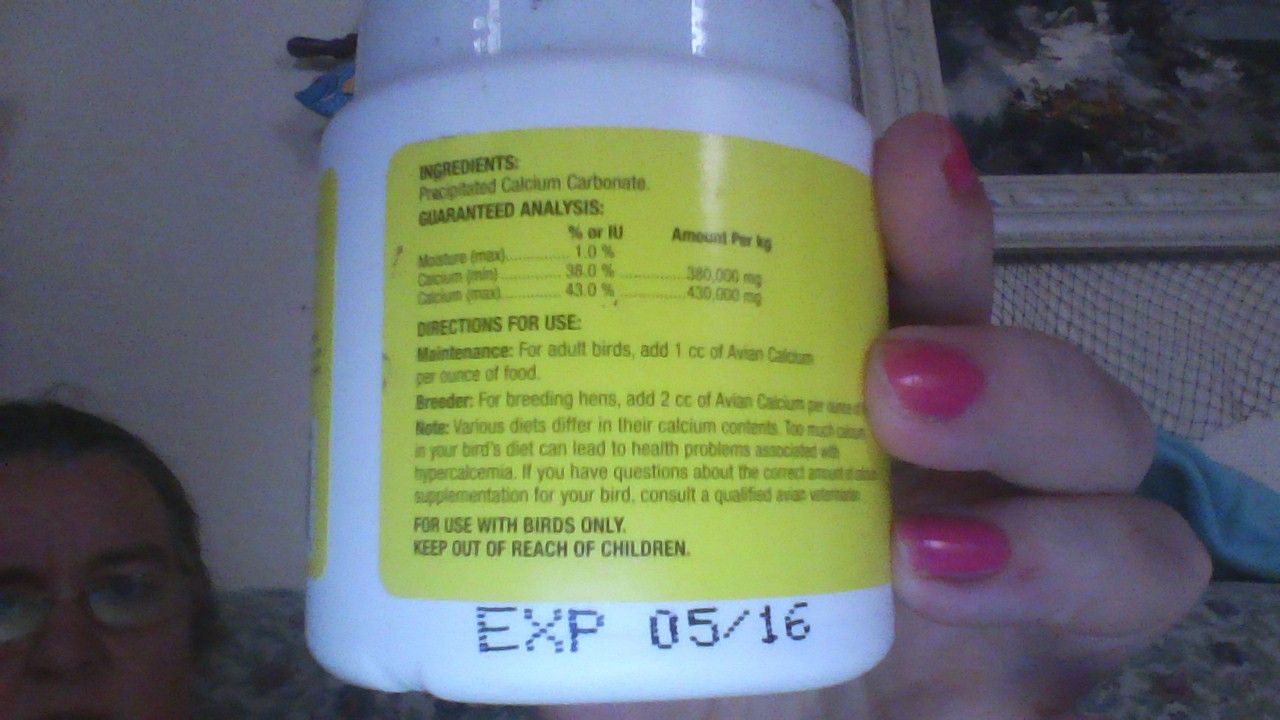 INGREDIENTS:
Precipitated Calcium Carbonate.
GUARANTEED ANALYSIS:
% or IU Amount Per kg
Moisture (max)............... 1.0 %
Calcium (min)............... 38.0 % ............... 380,000 mg
Calcium (max)............... 43.0 % ............... 430,000 mg
DIRECTIONS FOR USE:
Maintenance: For adult birds, add 1 cc of Avian Calcium
per ounce of food.
Breeder: For breeding hens, add 2 cc of Avian Calcium per ounce of
Note: Various diets differ in their calcium contents. Too much calcium
in your bird's diet can lead to health problems associated with
hypercalcemia. If you have questions about the correct amount of
supplementation for your bird, consult a qualified avian veterinarian.
FOR USE WITH BIRDS ONLY.
KEEP OUT OF REACH OF CHILDREN.
EXP 05/16